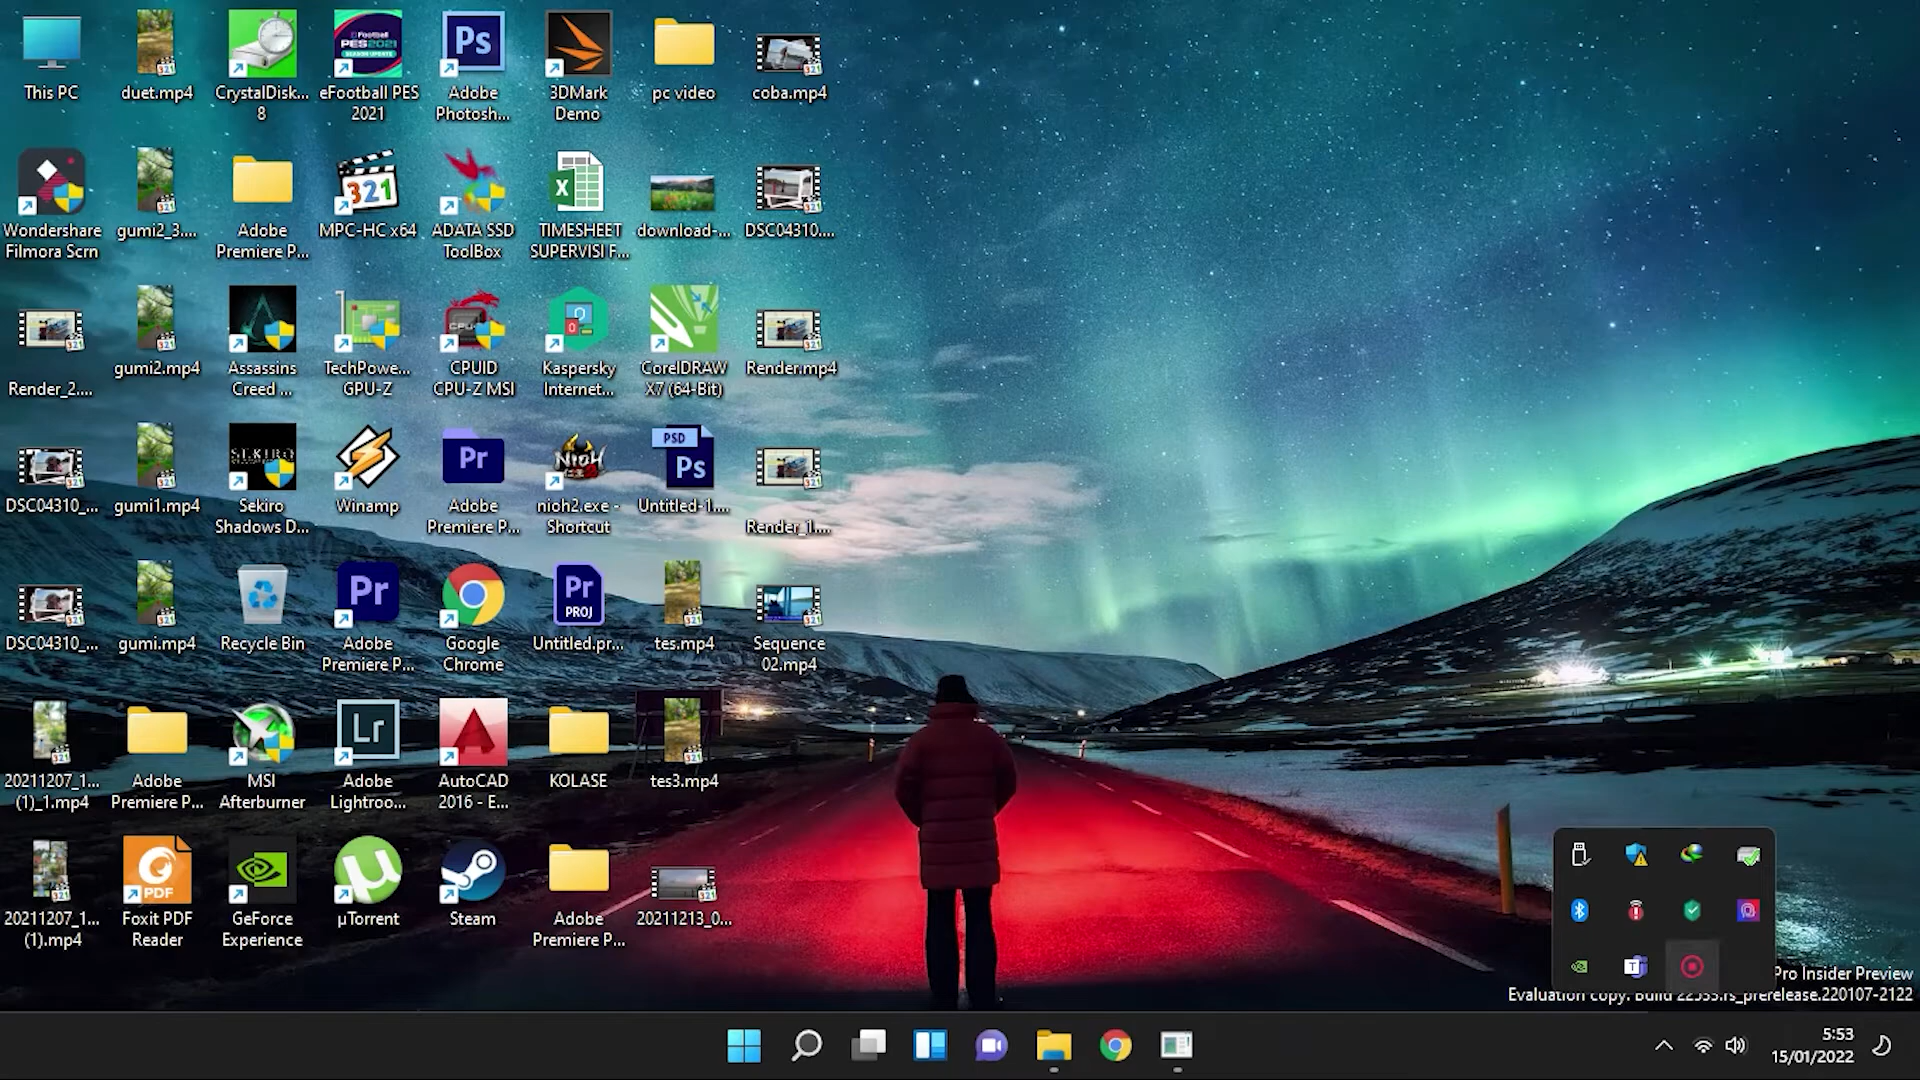 This PC
duet.mp4
CrystalDisk...
8
eFootball PES
2021
Adobe
Photosh...
3DMark
Demo
pc video
coba.mp4
Wondershare
Filmora Scrn
gumi2_3....
Adobe
Premiere P...
MPC-HC x64
ADATA SSD
ToolBox
TIMESHEET
SUPERVISI F...
download-...
DSC04310....
Render_2....
gumi2.mp4
Assassins
Creed ...
TechPowe...
GPU-Z
CPUID
CPU-Z MSI
Kaspersky
Internet...
CorelDRAW
X7 (64-Bit)
Render.mp4
DSC04310_...
gumi1.mp4
Sekiro
Shadows D...
Winamp
Adobe
Premiere P...
nioh2.exe -
Shortcut
Untitled-1....
Render_1....
DSC04310_...
gumi.mp4
Recycle Bin
Adobe
Premiere P...
Google
Chrome
Untitled.pr...
tes.mp4
Sequence
02.mp4
20211207_1...
(1)_1.mp4
Adobe
Premiere P...
MSI
Afterburner
Adobe
Lightroo...
AutoCAD
2016 - E...
KOLASE
tes3.mp4
20211207_1...
(1).mp4
Foxit PDF
Reader
GeForce
Experience
µTorrent
Steam
Adobe
Premiere P...
20211213_0...
Pro Insider Preview
Evaluation copy. Build rs_prerelease.220107-2122
5:53
15/01/2022